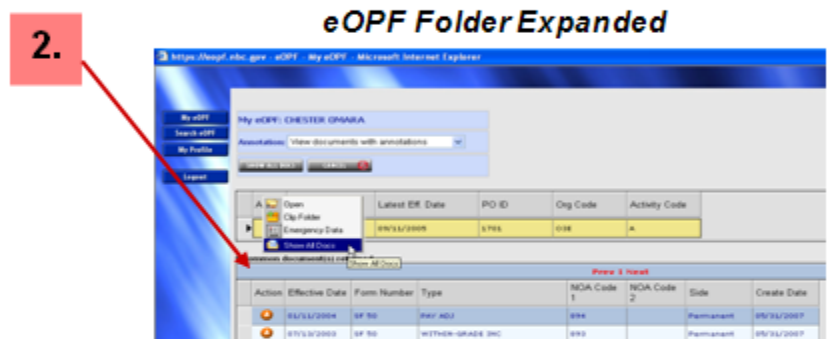 eOPF Folder Expanded
2.
https://eopf.nbc.gov - eOPF - My eOPF - Microsoft Internet Explorer
My eOPF
Search eOPF
My Profile
Logout
My eOPF: CHESTER OMARA
Annotation: View documents with annotations
Latest Eff. Date PO ID Org Code Activity Code
Open
Clip Folder
Emergency Data
Show All Docs
09/11/2005 1701 OIE A
Show All Docs
document(s)
Prev 1 Next
Action Effective Date Form Number Type NOA Code 1 NOA Code 2 Side Create Date
01/11/2004 SF 50 PAY ADJ 894 Permanent 05/31/2007
07/13/2003 SF 50 WITHIN-GRADE INC 893 Permanent 05/31/2007